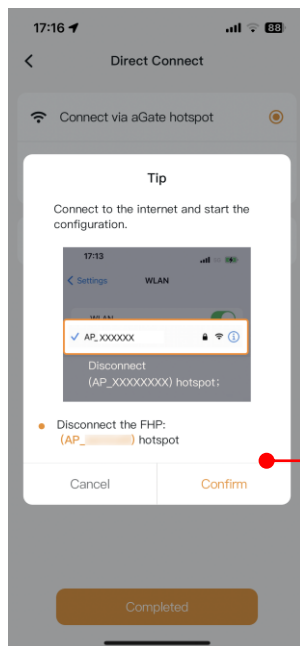 17:16
88
Direct Connect
Connect via aGate hotspot
Tip
Connect to the internet and start the
configuration.
17:13
Settings WLAN
WLAN
AP_XXXXXX
Disconnect
(AP_XXXXXXXX) hotspot;
Disconnect the FHP:
(AP_ ) hotspot
Cancel Confirm
Completed